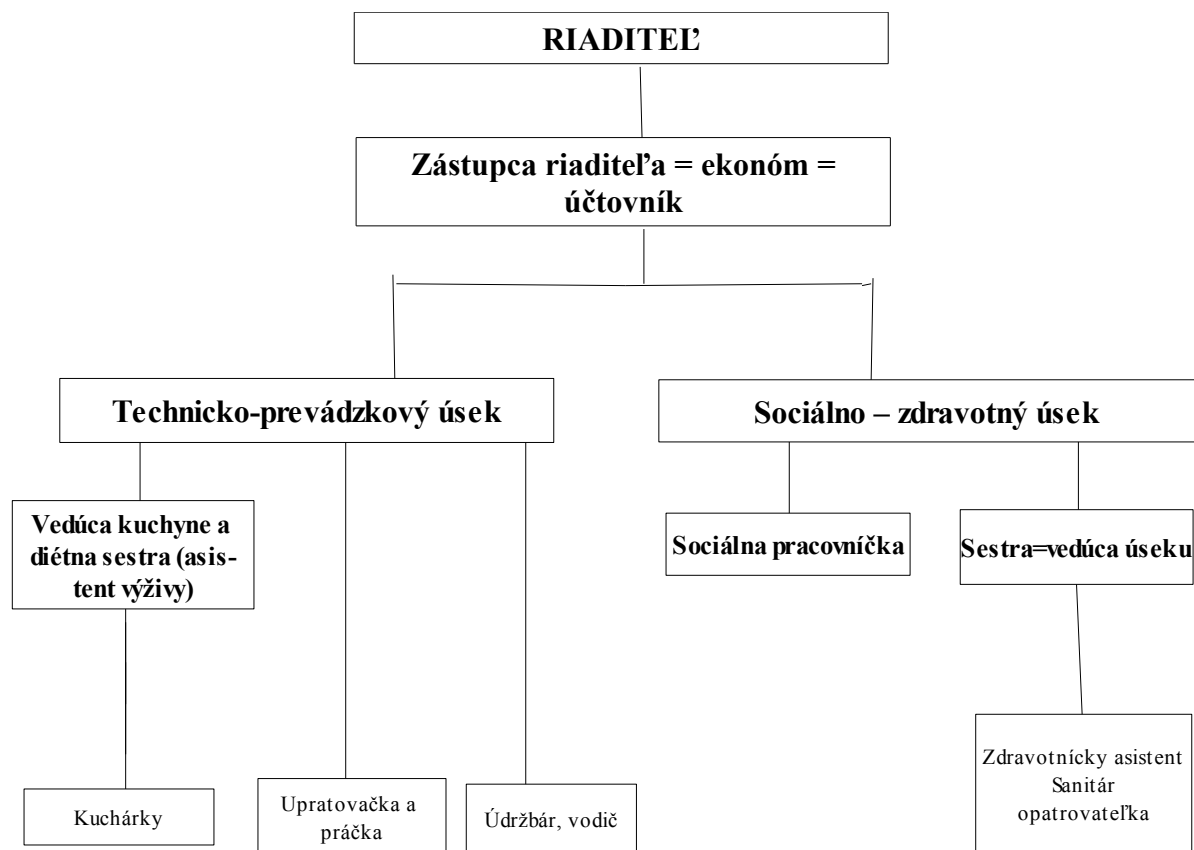 RIADITEĽ
Zástupca riaditeľa = ekonóm =
účtovník
Technicko-prevádzkový úsek
Sociálno – zdravotný úsek
Vedúca kuchyne a
diétna sestra (asis-
tent výživy)
Sociálna pracovníčka
Sestra=vedúca úseku
Kuchárky
Upratovačka a
práčka
Údržbár, vodič
Zdravotnícky asistent
Sanitár
opatrovateľka